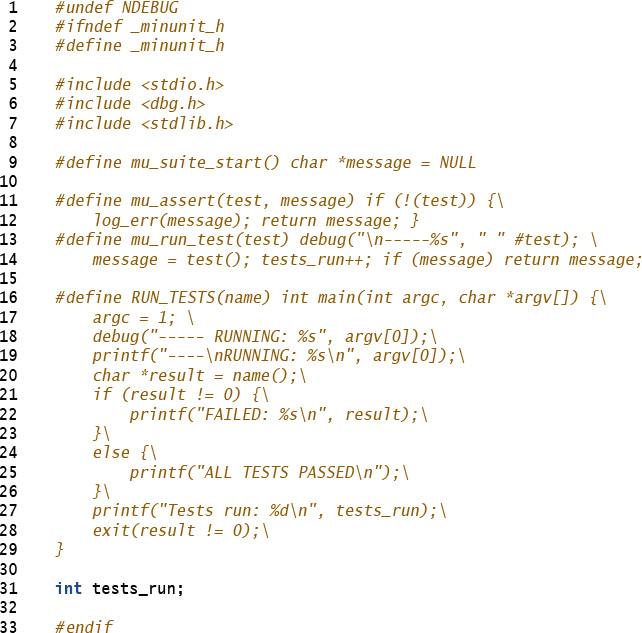 1 #undef NDEBUG
2 #ifndef _minunit_h
3 #define _minunit_h
4
5 #include <stdio.h>
6 #include <dbg.h>
7 #include <stdlib.h>
8
9 #define mu_suite_start() char *message = NULL
10
11 #define mu_assert(test, message) if (!(test)) {\
12     log_err(message); return message; }
13 #define mu_run_test(test) debug("\n-----%s", " " #test); \
14     message = test(); tests_run++; if (message) return message;
15
16 #define RUN_TESTS(name) int main(int argc, char *argv[]) {\
17     argc = 1; \
18     debug("----- RUNNING: %s", argv[0]);\
19     printf("----\nRUNNING: %s\n", argv[0]);\
20     char *result = name();\
21     if (result != 0) {\
22         printf("FAILED: %s\n", result);\
23     }\
24     else {\
25         printf("ALL TESTS PASSED\n");\
26     }\
27     printf("Tests run: %d\n", tests_run);\
28     exit(result != 0);\
29 }
30
31 int tests_run;
32
33 #endif